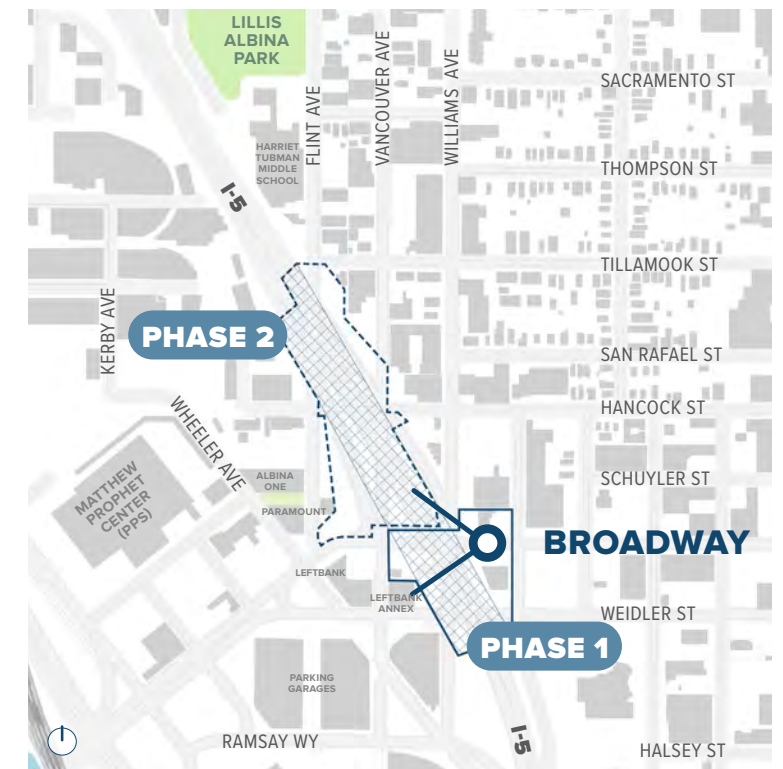 LILLIS
ALBINA
PARK
FLINT AVE
VANCOUVER AVE
WILLIAMS AVE
SACRAMENTO ST
HARRIET
TUBMAN
MIDDLE
SCHOOL
THOMPSON ST
I-5
TILLAMOOK ST
KERBY AVE
PHASE 2
SAN RAFAEL ST
HANCOCK ST
WHEELER AVE
MATTHEW
PROPHET
CENTER
(PPS)
ALBINA
ONE
SCHUYLER ST
PARAMOUNT
BROADWAY
LEFTBANK
LEFTBANK
ANNEX
WEIDLER ST
PHASE 1
PARKING
GARAGES
RAMSAY WY
I-5
HALSEY ST